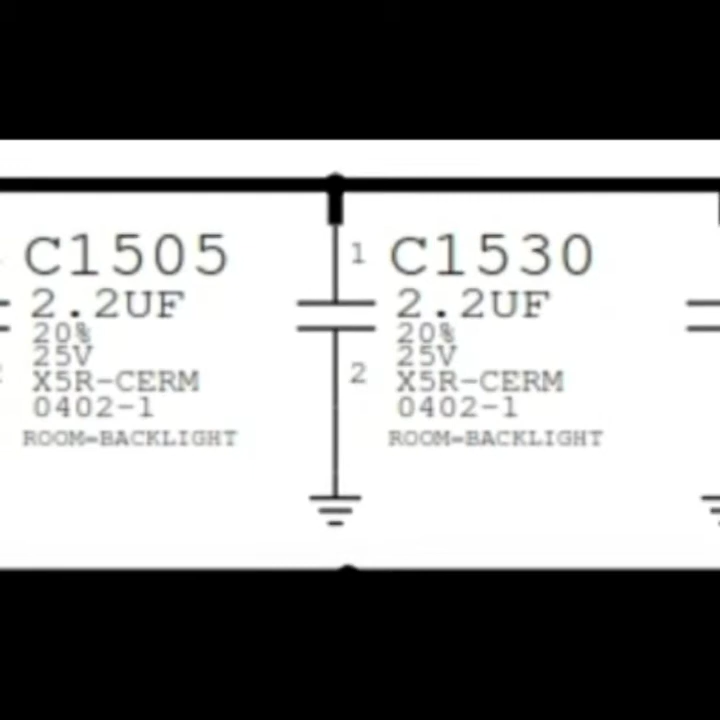 C1505
2.2UF
20%
25V
X5R-CERM
0402-1
ROOM=BACKLIGHT
1
C1530
2.2UF
20%
25V
2
X5R-CERM
0402-1
ROOM=BACKLIGHT